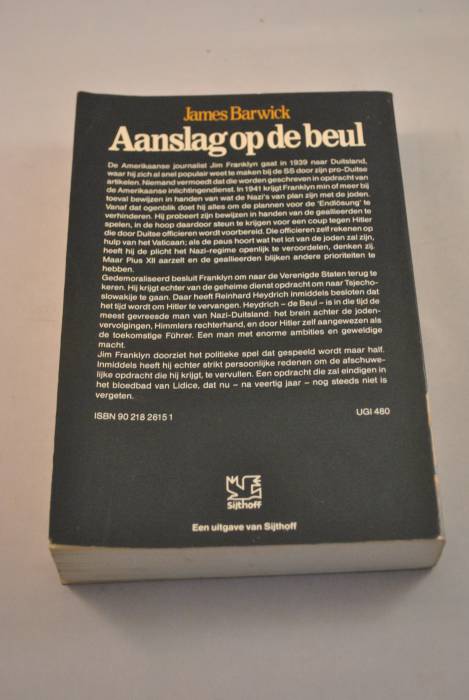 James Barwick
Aanslag op de beul
De Amerikaanse journalist Jim Franklyn gaat in 1939 naar Duitsland,
waar hij zich al snel populair weet te maken bij de SS door zijn pro-Duitse
artikelen. Niemand vermoedt dat die worden geschreven in opdracht van
de Amerikaanse inlichtingendienst. In 1941 krijgt Franklyn min of meer bij
toeval bewijzen in handen van wat de Nazi's van plan zijn met de joden.
Vanaf dat ogenblik doet hij alles om de plannen voor de 'Endlösung' te
verhinderen. Hij probeert zijn bewijzen in handen van de geallieerden te
spelen, in de hoop daardoor steun te krijgen voor een coup tegen Hitler
die door Duitse officieren wordt voorbereid. Die officieren zelf rekenen op
hulp van het Vaticaan; als de paus hoort wat het lot van de joden zal zijn,
heeft hij de plicht het Nazi-regime openlijk te veroordelen, denken zij.
Maar Pius XII aarzelt en de geallieerden blijken andere prioriteiten te
hebben.
Gedemoraliseerd besluit Franklyn om naar de Verenigde Staten terug te
keren. Hij krijgt echter van de geheime dienst opdracht om naar Tsjecho-
slowakije te gaan. Daar heeft Reinhard Heydrich inmiddels besloten dat
het tijd wordt om Hitler te vervangen. Heydrich – de Beul – is in die tijd de
meest gevreesde man van Nazi-Duitsland: het brein achter de joden-
vervolgingen, Himmlers rechterhand, en door Hitler zelf aangewezen als
de toekomstige Führer. Een man met enorme ambities en geweldige
macht.
Jim Franklyn doorziet het politieke spel dat gespeeld wordt maar half.
Inmiddels heeft hij echter strikt persoonlijke redenen om de afschuwe-
lijke opdracht die hij krijgt, te vervullen. Een opdracht die zal eindigen in
het bloedbad van Lidice, dat nu – na veertig jaar – nog steeds niet is
vergeten.
ISBN 90 218 2615 1 UGI 480
Sijthoff
Een uitgave van Sijthoff